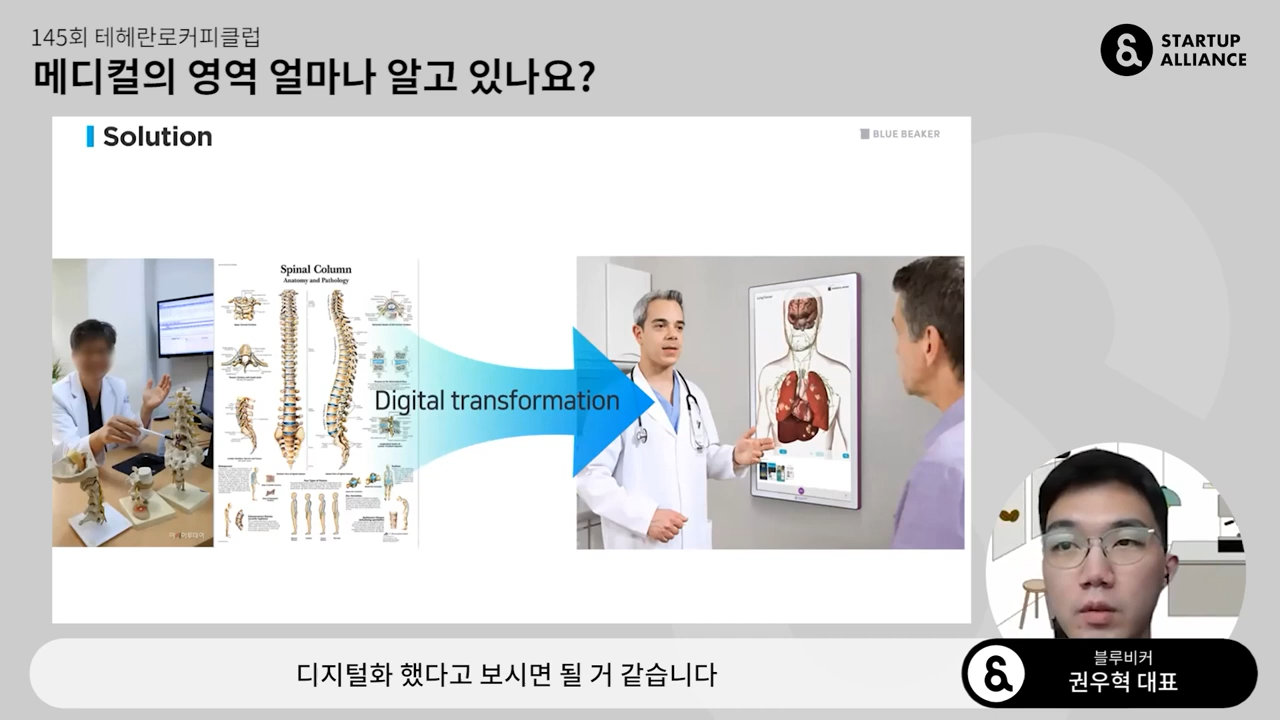 145회 테헤란로커피클럽
메디컬의 영역 얼마나 알고 있나요?
STARTUP
ALLIANCE
Solution
BLUE BEAKER
Spinal Column
Anatomy and Pathology
Digital transformation
디지털화 했다고 보시면 될 거 같습니다
블루비커
권우혁 대표